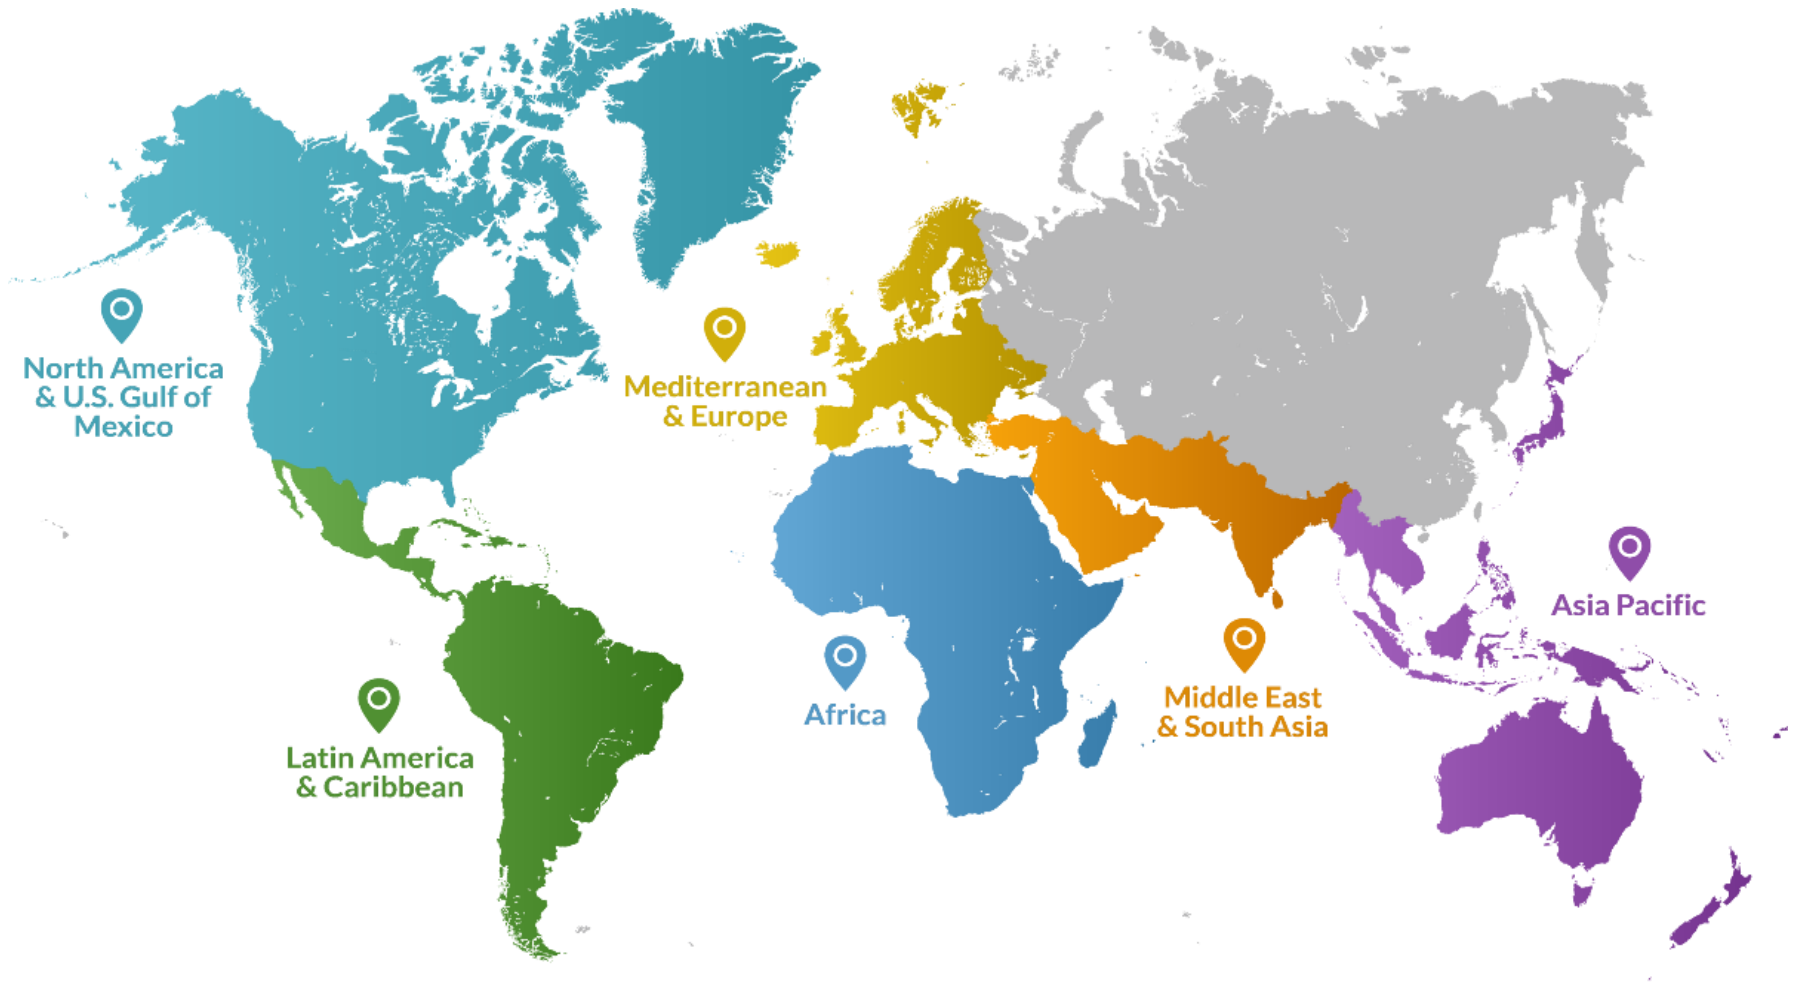 North America
& U.S. Gulf of
Mexico
Mediterranean
& Europe
Asia Pacific
Africa
Middle East
& South Asia
Latin America
& Caribbean